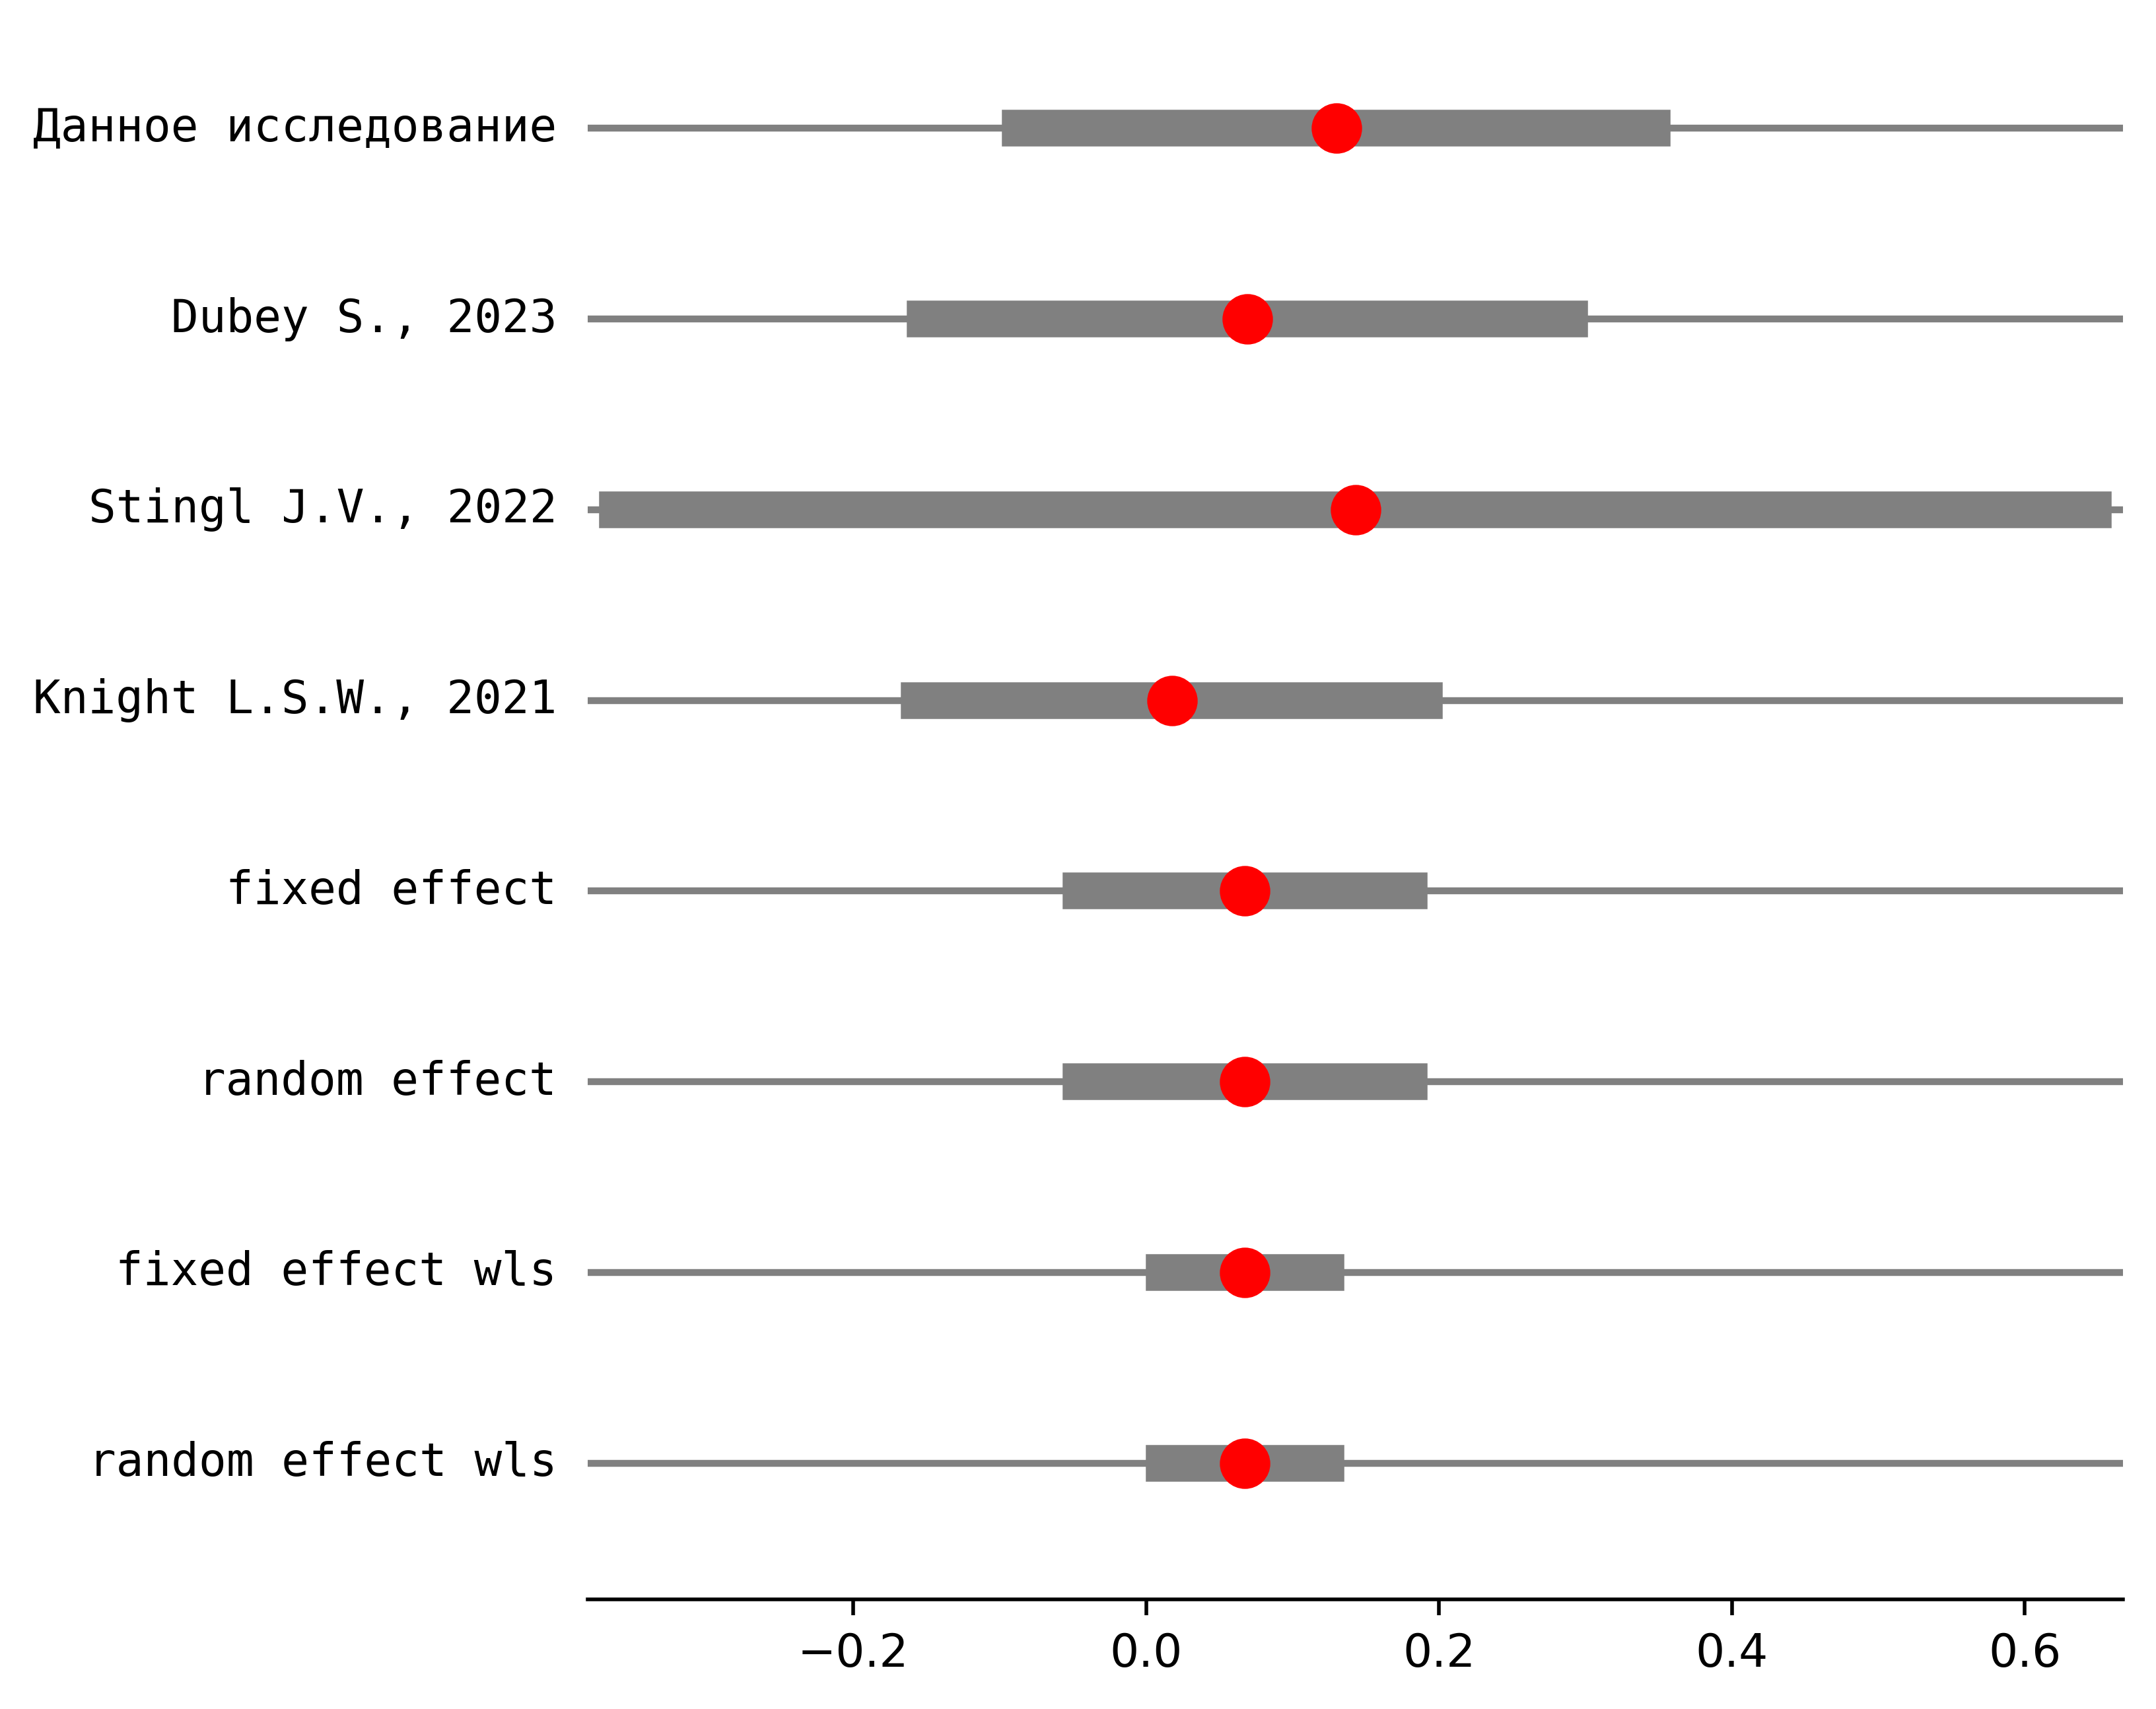 Данное исследование
Dubey S., 2023
Stingl J.V., 2022
Knight L.S.W., 2021
fixed effect
random effect
fixed effect wls
random effect wls
−0.2 0.0 0.2 0.4 0.6